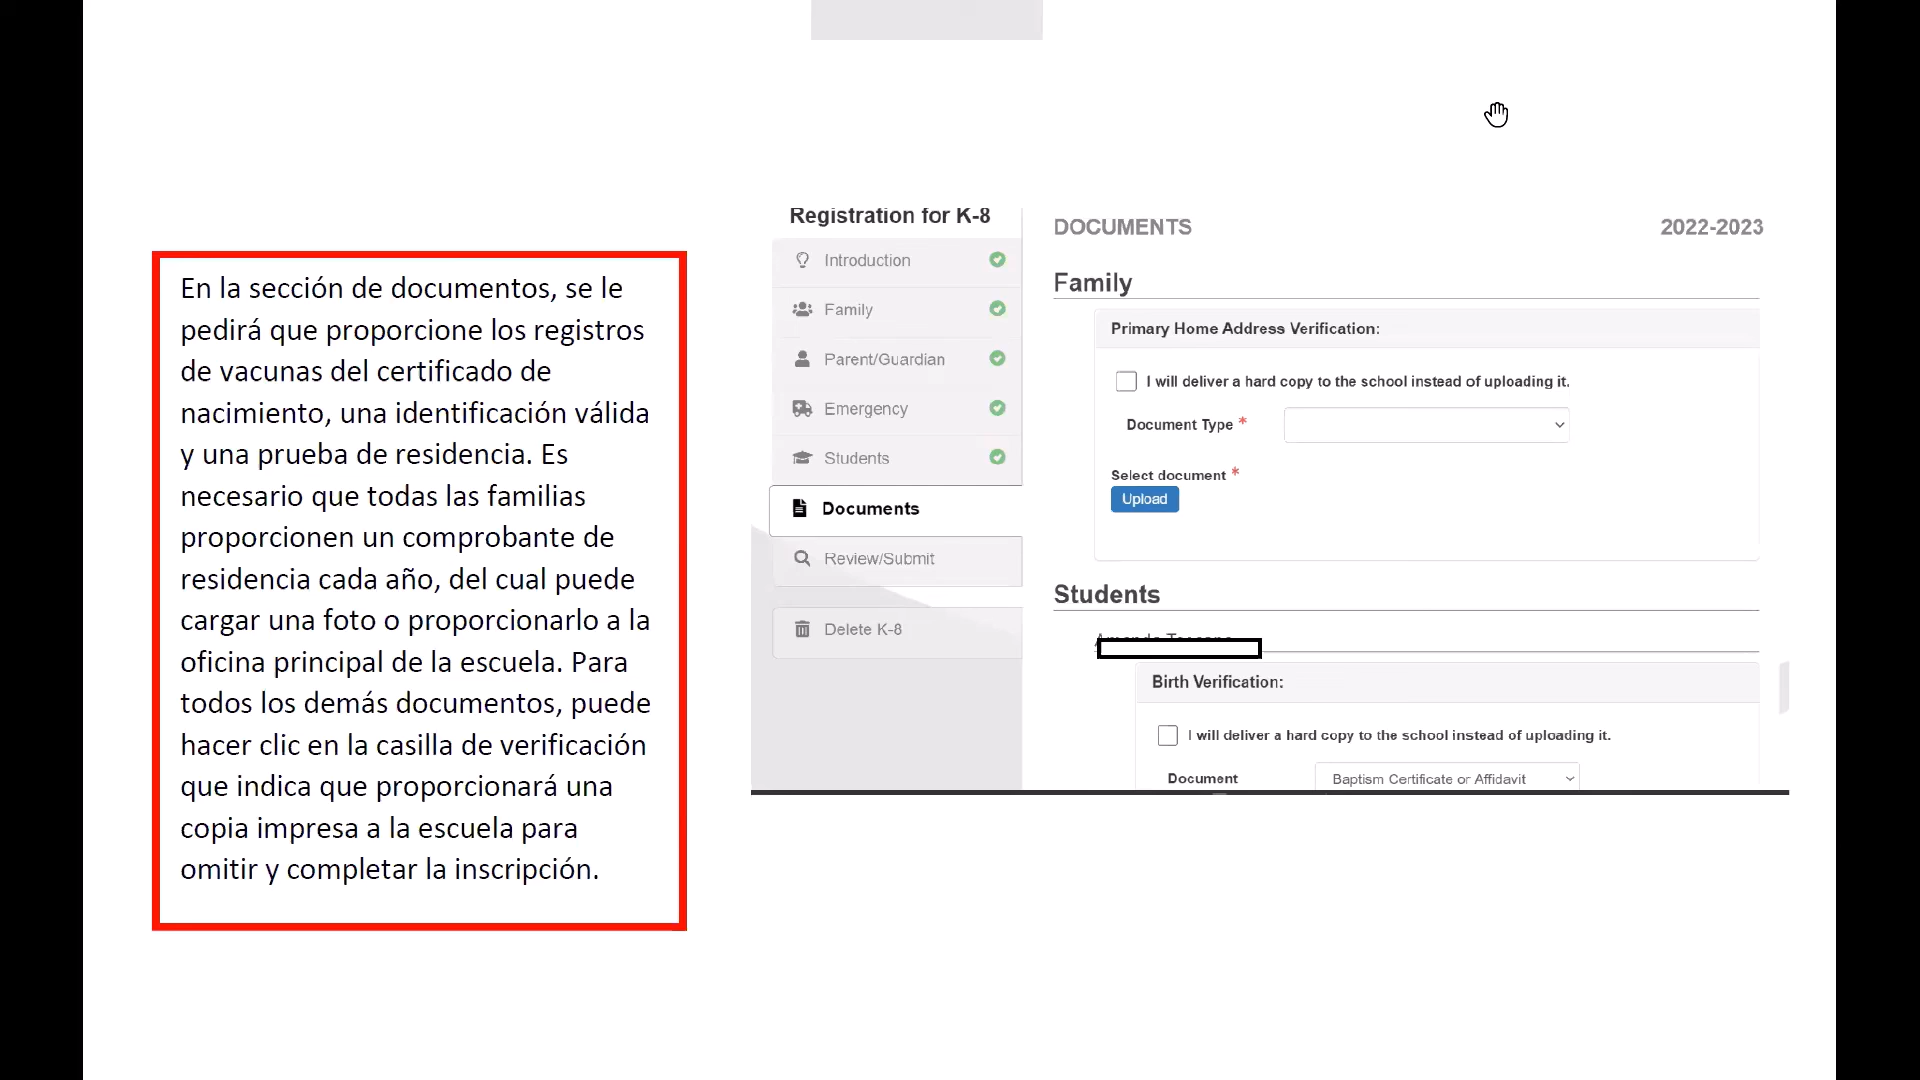 En la sección de documentos, se le
pedirá que proporcione los registros
de vacunas del certificado de
nacimiento, una identificación válida
y una prueba de residencia. Es
necesario que todas las familias
proporcionen un comprobante de
residencia cada año, del cual puede
cargar una foto o proporcionarlo a la
oficina principal de la escuela. Para
todos los demás documentos, puede
hacer clic en la casilla de verificación
que indica que proporcionará una
copia impresa a la escuela para
omitir y completar la inscripción.
Registration for K-8
Introduction
Family
Parent/Guardian
Emergency
Students
Documents
Review/Submit
Delete K-8
DOCUMENTS 2022-2023
Family
Primary Home Address Verification:
I will deliver a hard copy to the school instead of uploading it.
Document Type *
Select document *
Upload
Students
Birth Verification:
I will deliver a hard copy to the school instead of uploading it.
Document Baptism Certificate or Affidavit